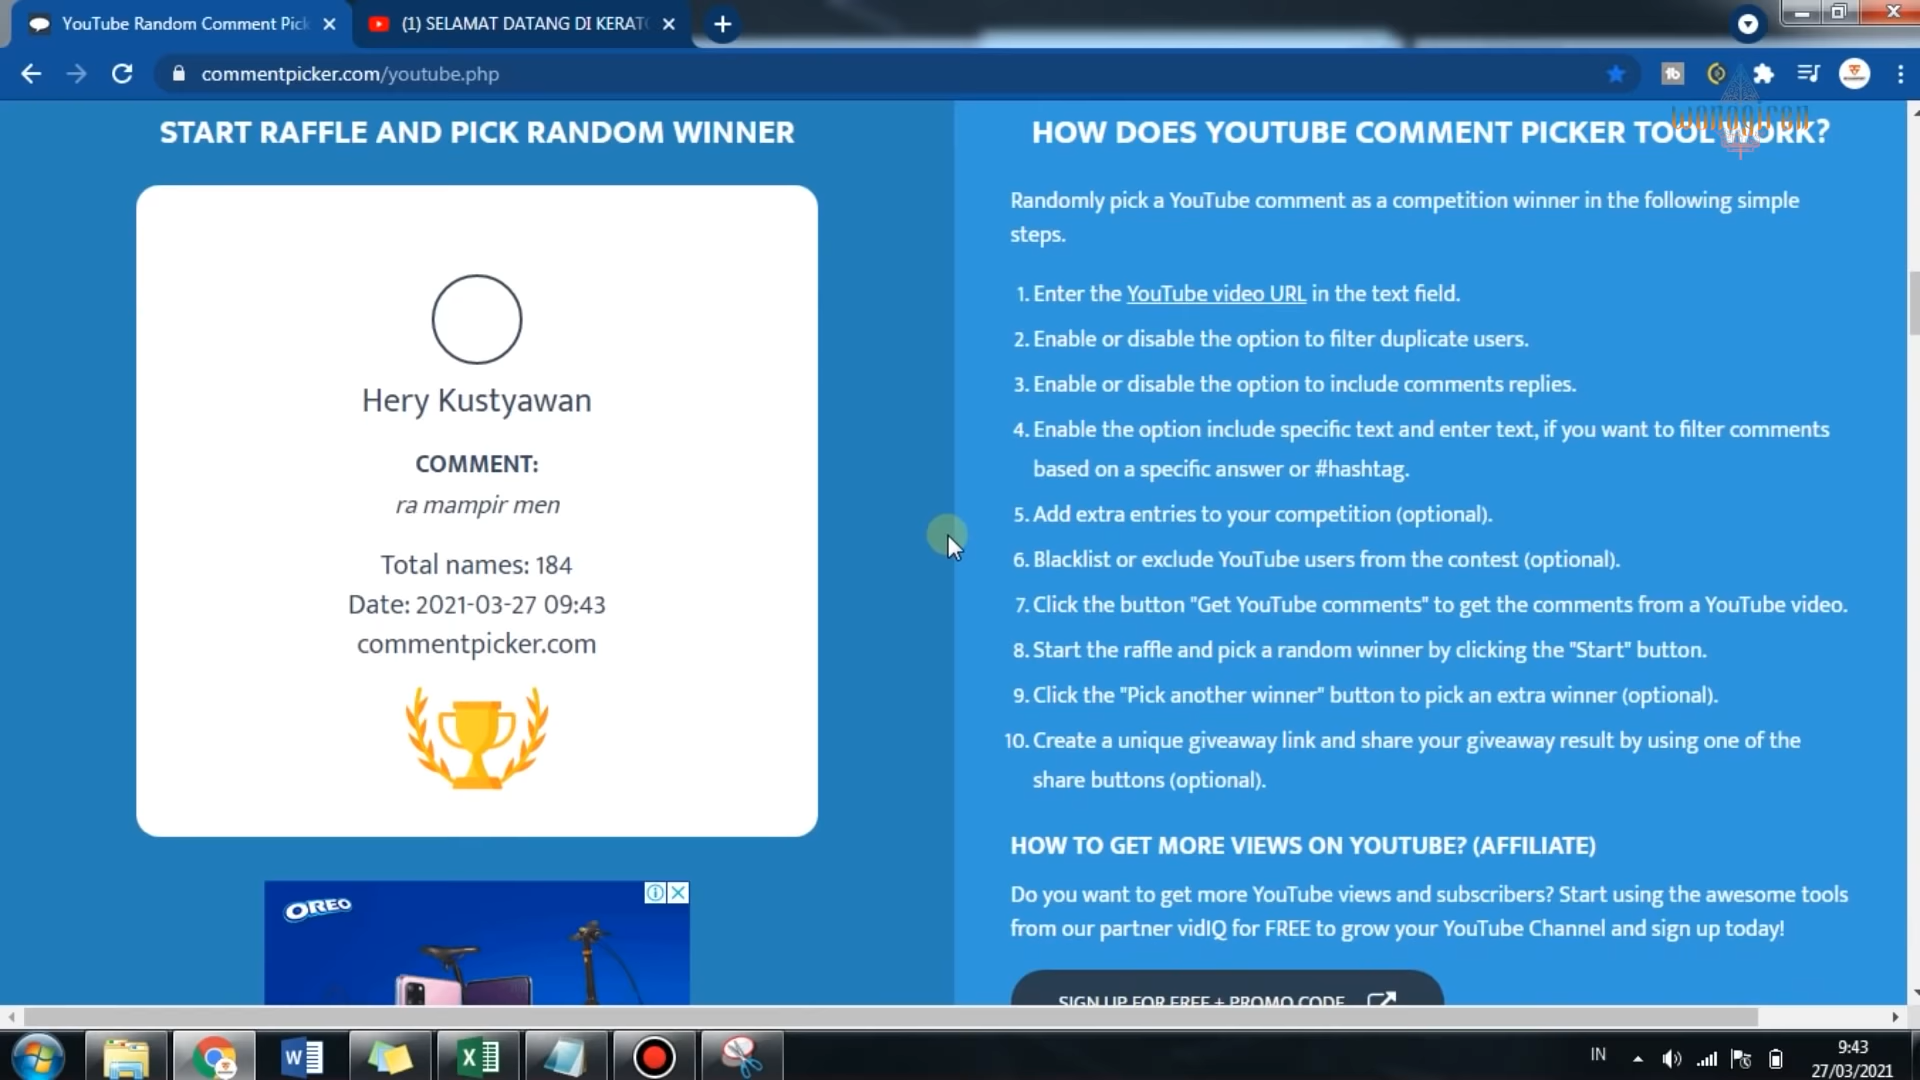 YouTube Random Comment Pick
(1) SELAMAT DATANG DI KERATO
commentpicker.com/youtube.php
START RAFFLE AND PICK RANDOM WINNER
Hery Kustyawan
COMMENT:
ra mampir men
Total names: 184
Date: 2021-03-27 09:43
commentpicker.com
OREO
HOW DOES YOUTUBE COMMENT PICKER TOOL WORK?
Randomly pick a YouTube comment as a competition winner in the following simple
steps.
1. Enter the YouTube video URL in the text field.
2. Enable or disable the option to filter duplicate users.
3. Enable or disable the option to include comments replies.
4. Enable the option include specific text and enter text, if you want to filter comments
based on a specific answer or #hashtag.
5. Add extra entries to your competition (optional).
6. Blacklist or exclude YouTube users from the contest (optional).
7. Click the button "Get YouTube comments" to get the comments from a YouTube video.
8. Start the raffle and pick a random winner by clicking the "Start" button.
9. Click the "Pick another winner" button to pick an extra winner (optional).
10. Create a unique giveaway link and share your giveaway result by using one of the
share buttons (optional).
HOW TO GET MORE VIEWS ON YOUTUBE? (AFFILIATE)
Do you want to get more YouTube views and subscribers? Start using the awesome tools
from our partner vidIQ for FREE to grow your YouTube Channel and sign up today!
SIGN UP FOR FREE + PROMO CODE
IN
9:43
27/03/2021